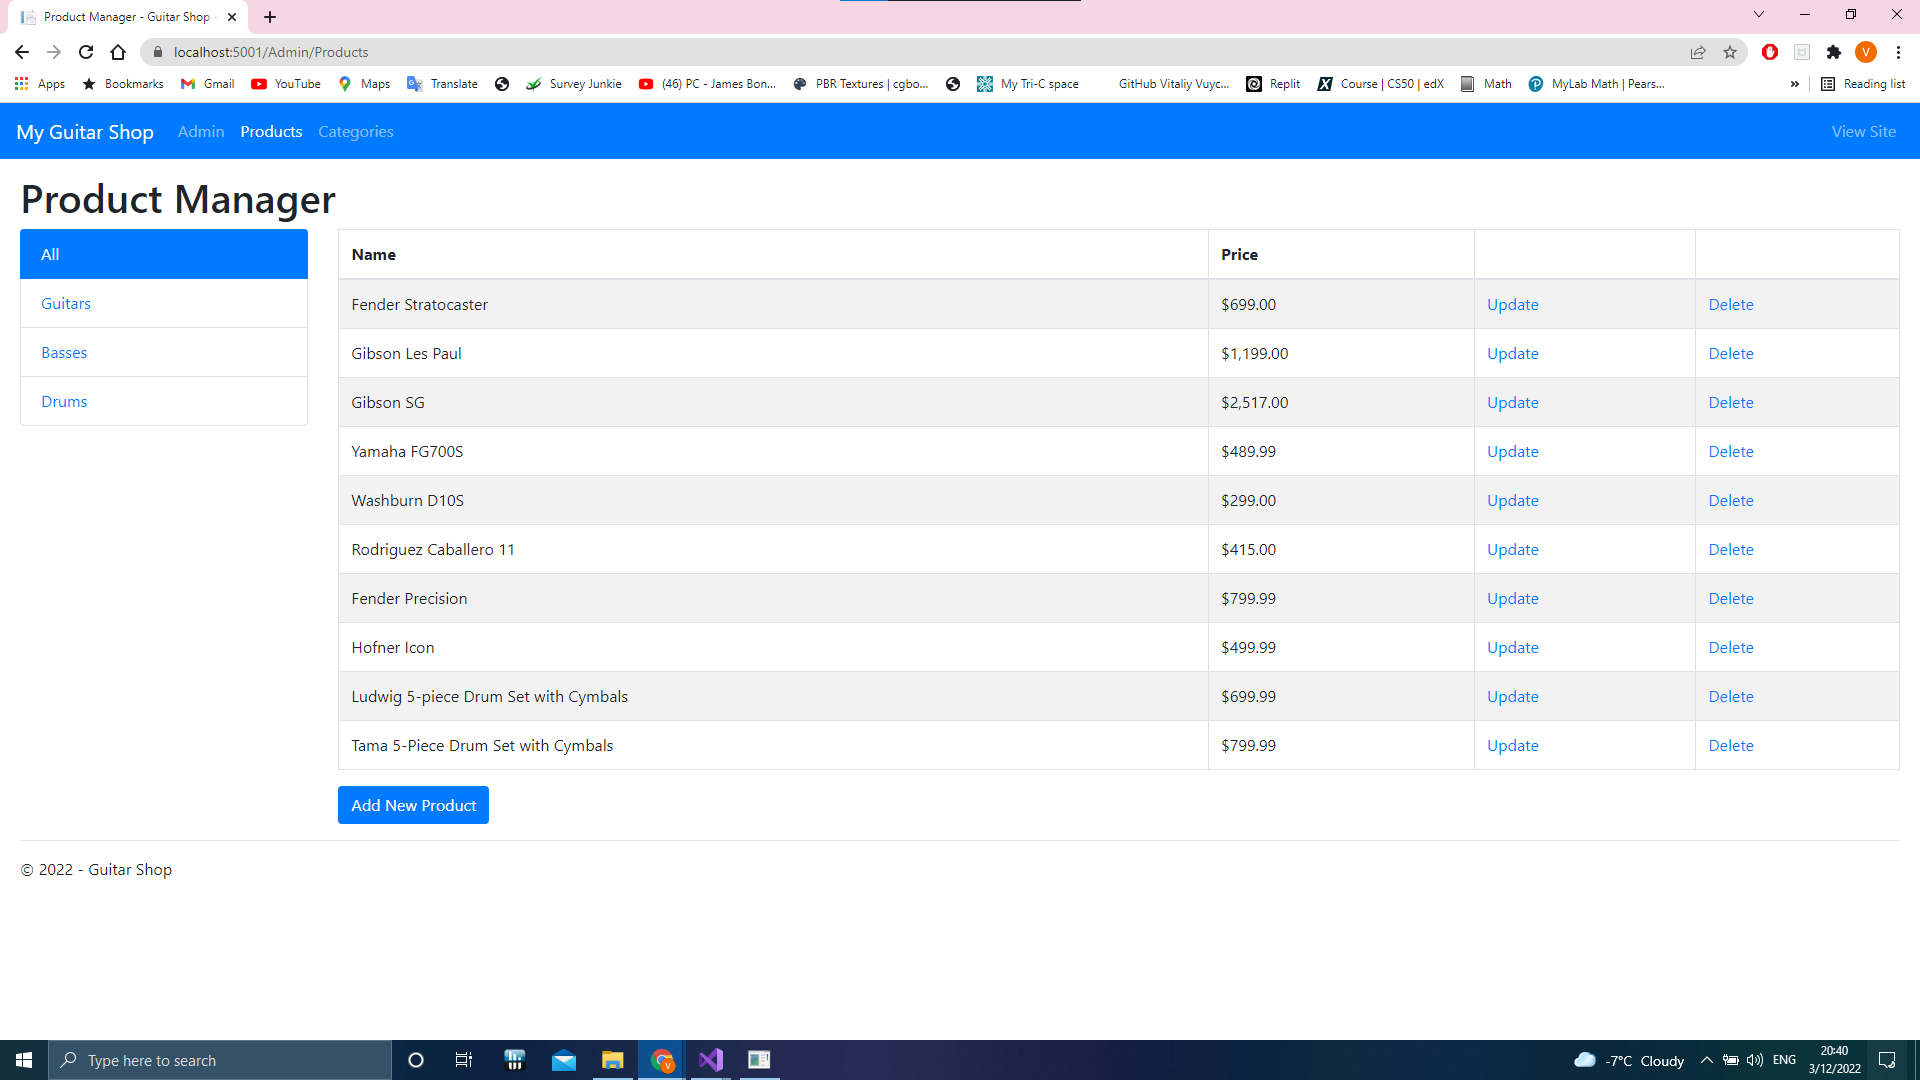 Product Manager - Guitar Shop -
localhost:5001/Admin/Products
V
Apps Bookmarks Gmail YouTube Maps Translate Survey Junkie (46) PC - James Bon... PBR Textures | cgbo... My Tri-C space GitHub Vitaliy Vuyc... Replit Course | CS50 | edX Math MyLab Math | Pears... » Reading list
My Guitar Shop Admin Products Categories View Site
Product Manager
All
Guitars
Basses
Drums
Name Price
Fender Stratocaster $699.00 Update Delete
Gibson Les Paul $1,199.00 Update Delete
Gibson SG $2,517.00 Update Delete
Yamaha FG700S $489.99 Update Delete
Washburn D10S $299.00 Update Delete
Rodriguez Caballero 11 $415.00 Update Delete
Fender Precision $799.99 Update Delete
Hofner Icon $499.99 Update Delete
Ludwig 5-piece Drum Set with Cymbals $699.99 Update Delete
Tama 5-Piece Drum Set with Cymbals $799.99 Update Delete
Add New Product
© 2022 - Guitar Shop
Type here to search
-7°C Cloudy
ENG
20:40
3/12/2022